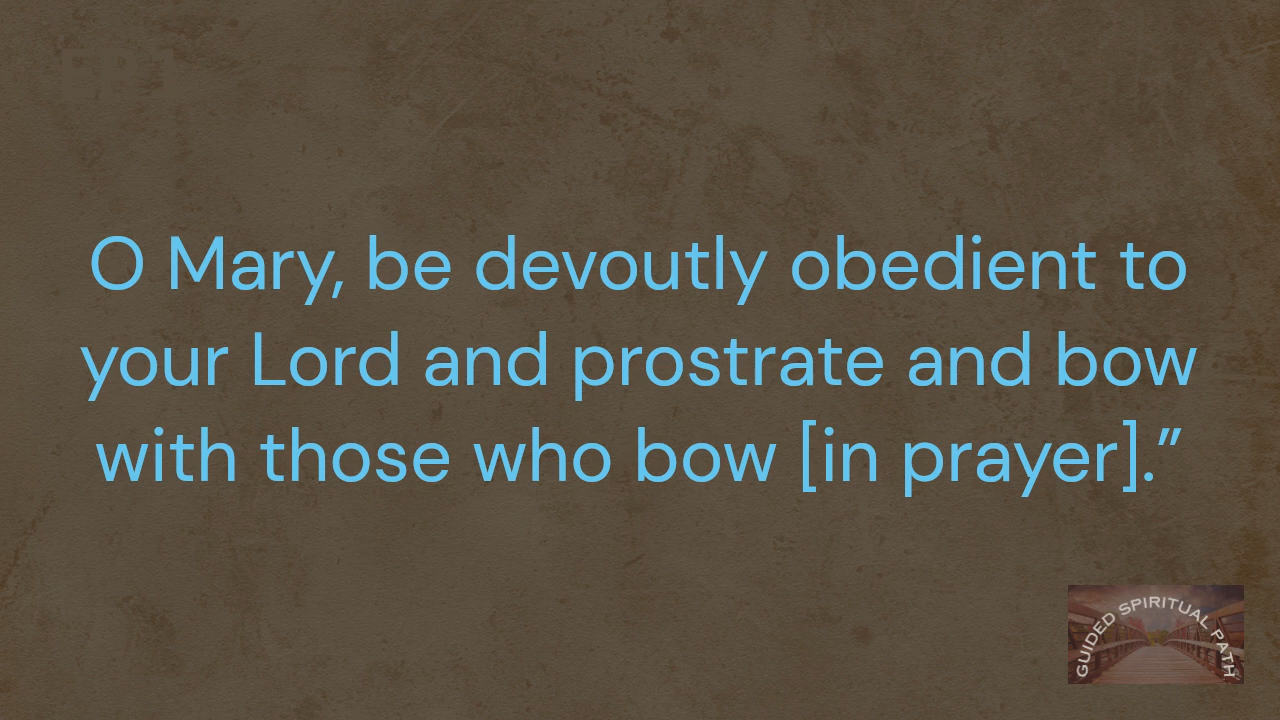 O Mary, be devoutly obedient to
your Lord and prostrate and bow
with those who bow [in prayer].”
GUIDED SPIRITUAL PATH